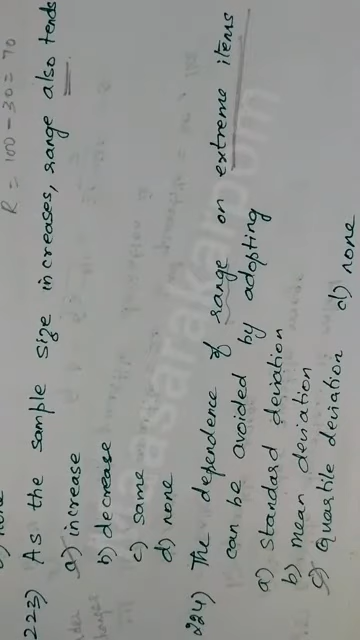 R = 100 - 30 = 70
none
223) As the sample size increases, range also tends
a) increase
b) decrease
c) same
d) none
224) The dependence of range on extreme items
can be avoided by adopting
a) Standard deviation
b) mean deviation
c) Quartile deviation d) none